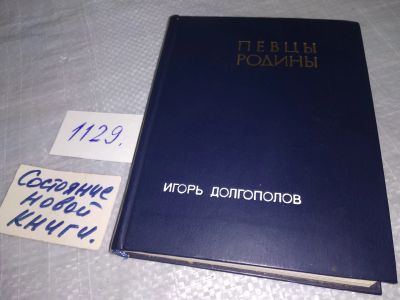 ПЕВЦЫ
РОДИНЫ
1129.
Состояние
новой
книги.
ИГОРЬ ДОЛГОПОЛОВ